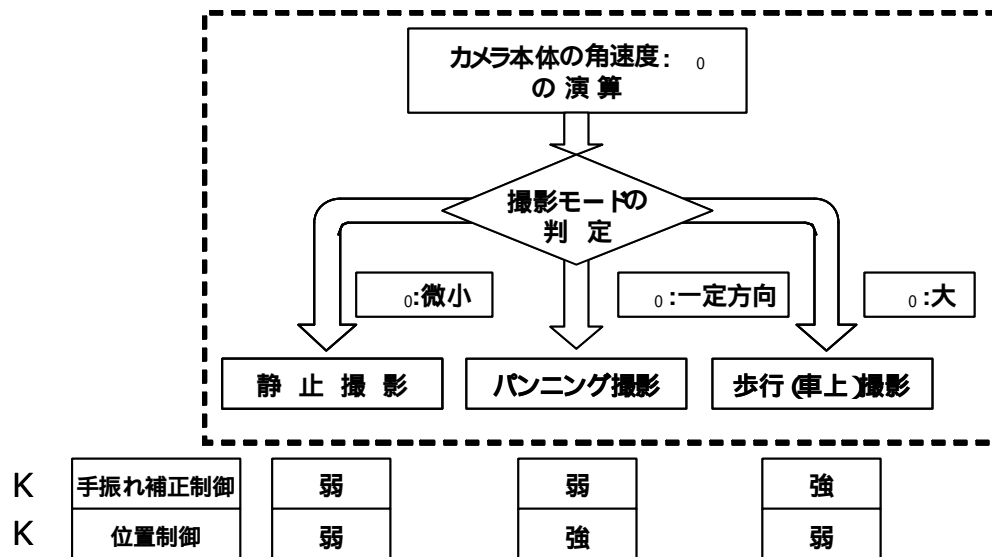 カメラ本体の角速度: 0
の 演 算
撮影モードの
判 定
0:微小
0:一定方向
0:大
静 止 撮 影
パンニング撮影
歩行(車上)撮影
K 手振れ補正制御 弱 弱 強
K 位置制御 弱 強 弱